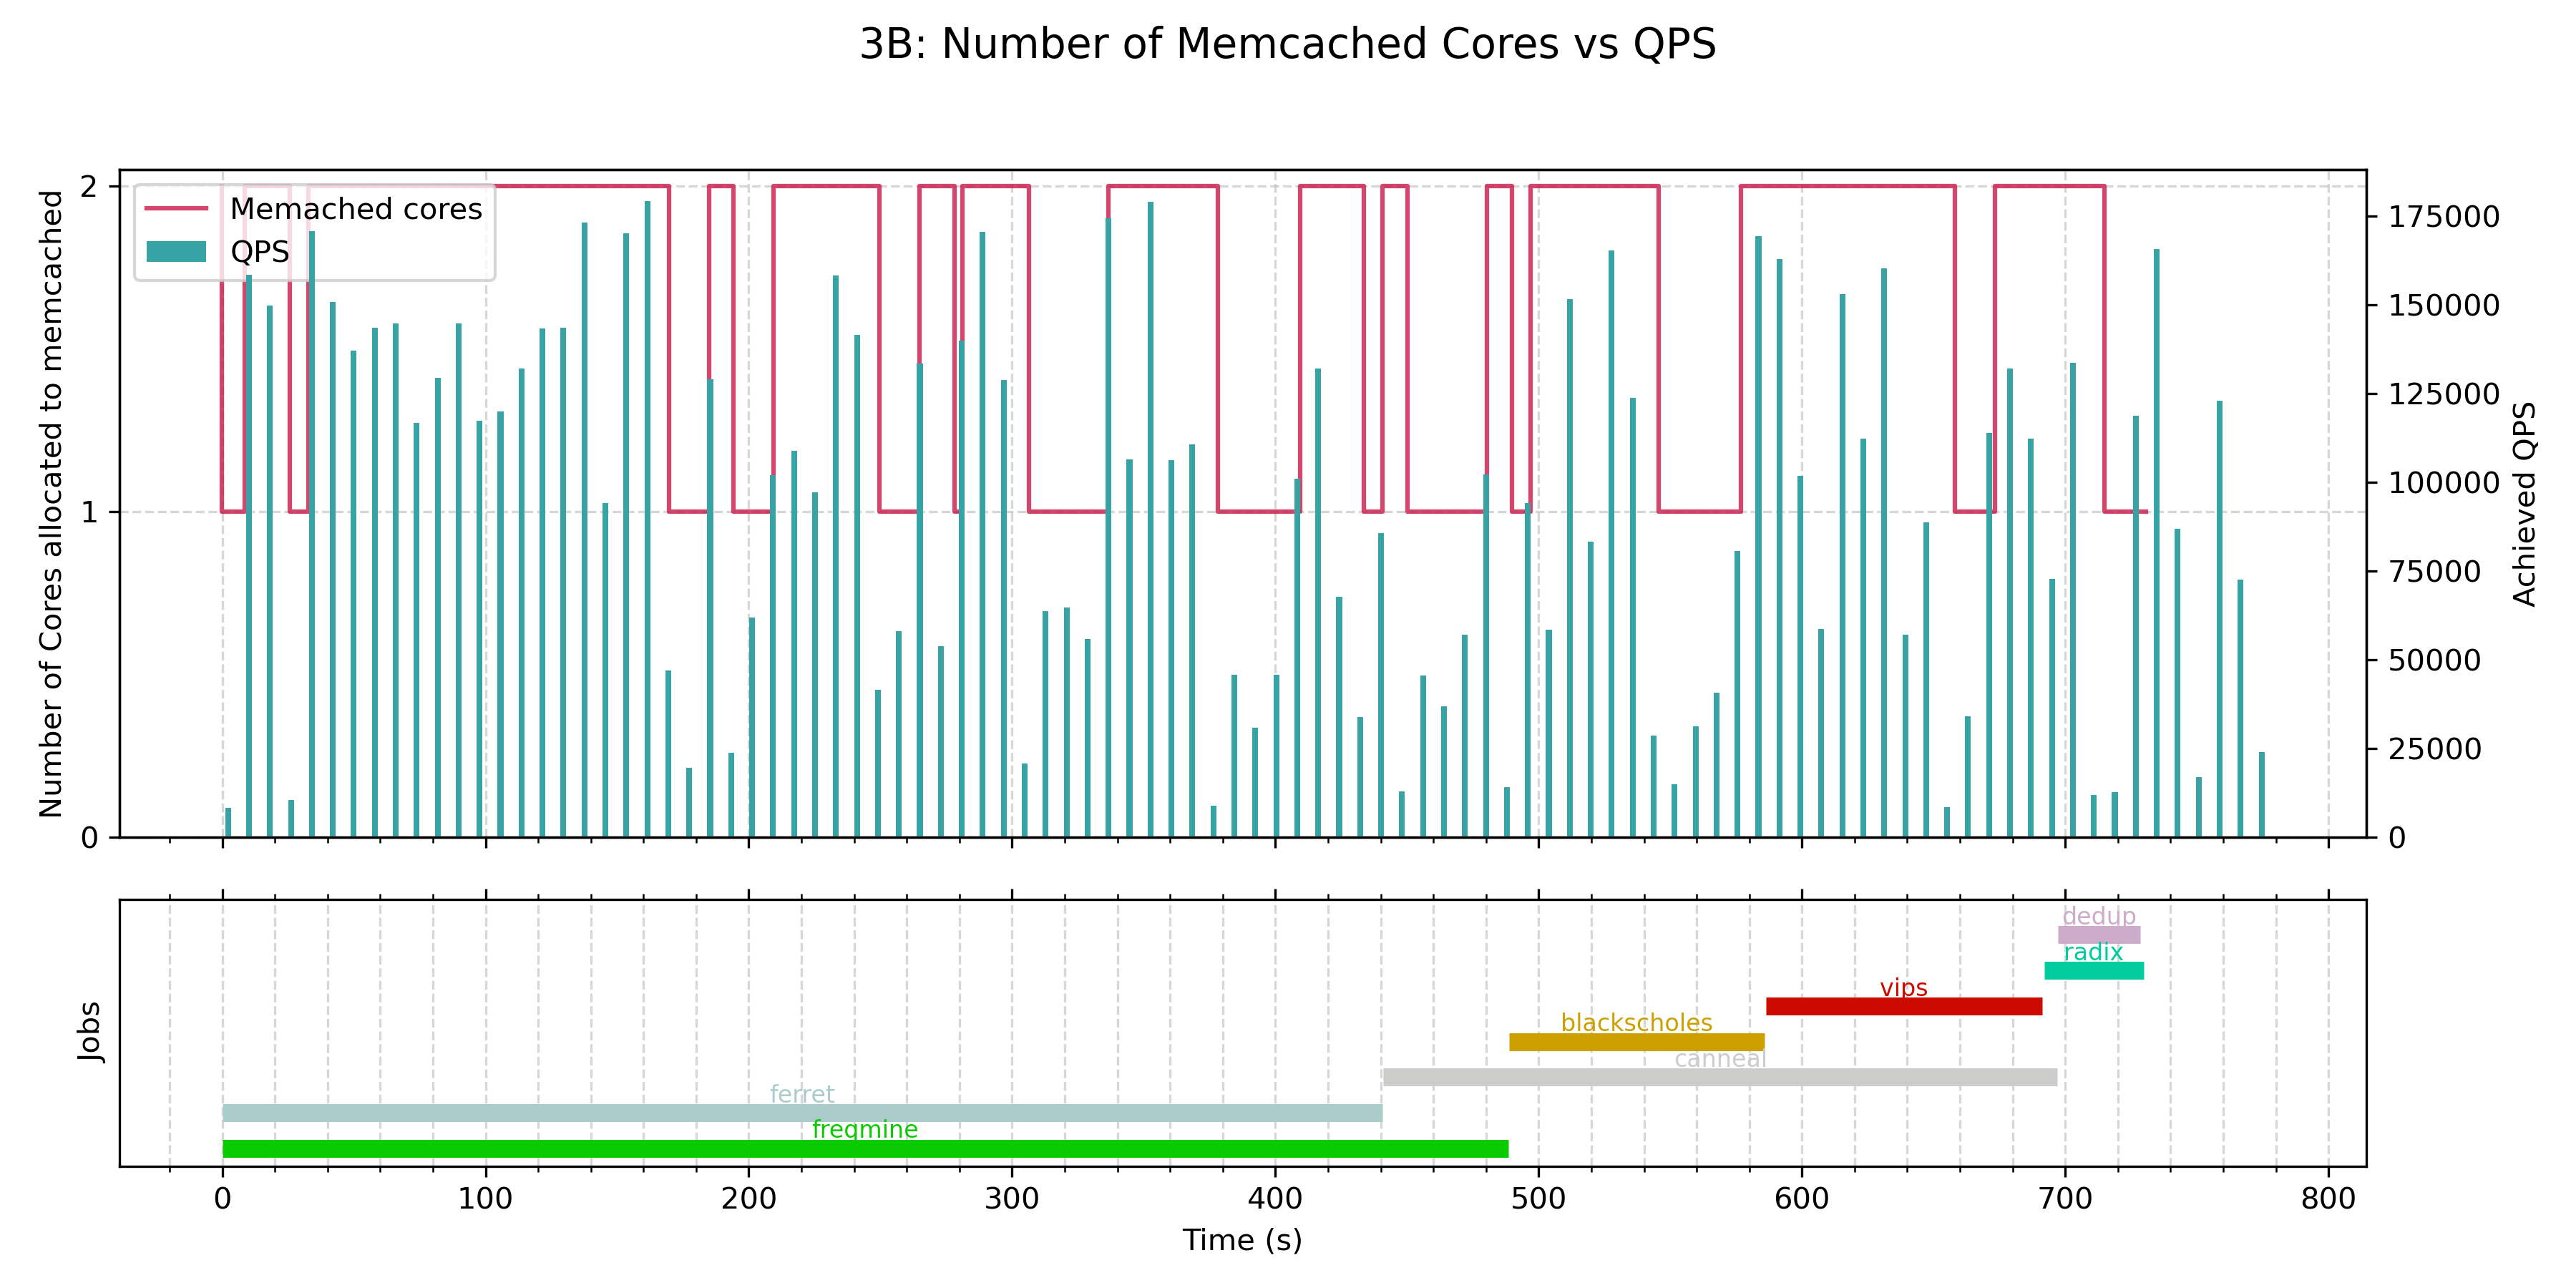 3B: Number of Memcached Cores vs QPS
Number of Cores allocated to memcached
2
1
0
Memached cores
QPS
Achieved QPS
175000
150000
125000
100000
75000
50000
25000
0
Jobs
dedup
radix
vips
blackscholes
canneal
ferret
freqmine
0 100 200 300 400 500 600 700 800
Time (s)